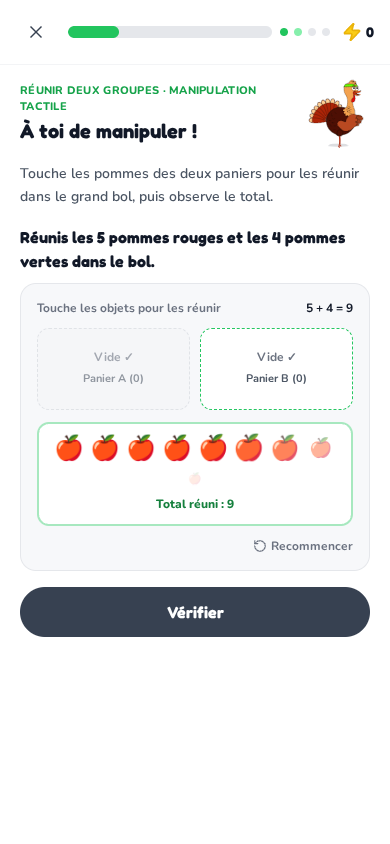 0
RÉUNIR DEUX GROUPES · MANIPULATION
TACTILE
À toi de manipuler !
Touche les pommes des deux paniers pour les réunir
dans le grand bol, puis observe le total.
Réunis les 5 pommes rouges et les 4 pommes
vertes dans le bol.
Touche les objets pour les réunir
5 + 4 = 9
Vide ✓
Panier A (0)
Vide ✓
Panier B (0)
Total réuni : 9
Recommencer
Vérifier